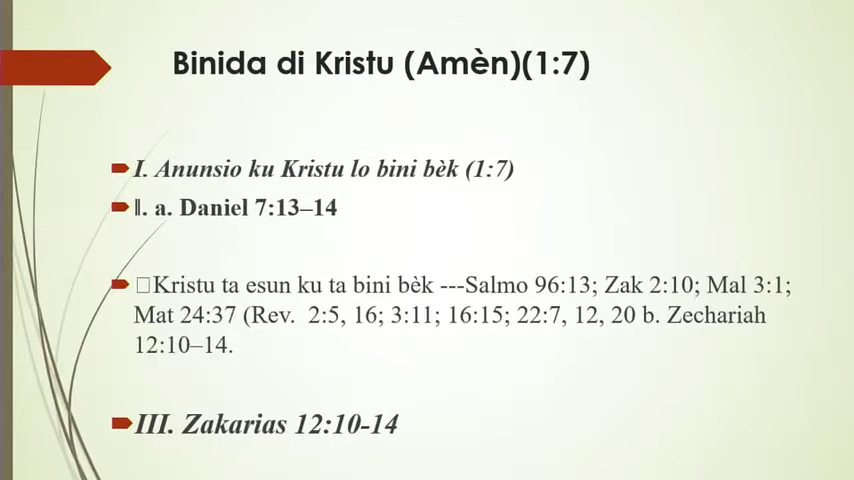 Binida di Kristu (Amèn)(1:7)
I. Anunsio ku Kristu lo bini bèk (1:7)
ǁ. a. Daniel 7:13–14
□Kristu ta esun ku ta bini bèk ---Salmo 96:13; Zak 2:10; Mal 3:1;
Mat 24:37 (Rev.  2:5, 16; 3:11; 16:15; 22:7, 12, 20 b. Zechariah
12:10–14.
III. Zakarias 12:10-14